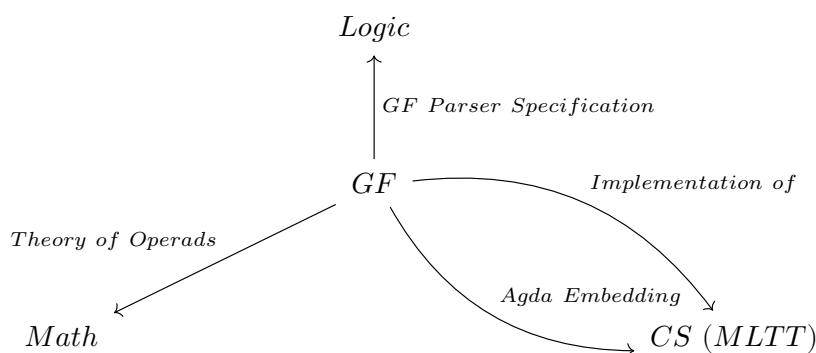 Logic
GF Parser Specification
GF
Implementation of
Theory of Operads
Agda Embedding
Math
CS (MLTT)